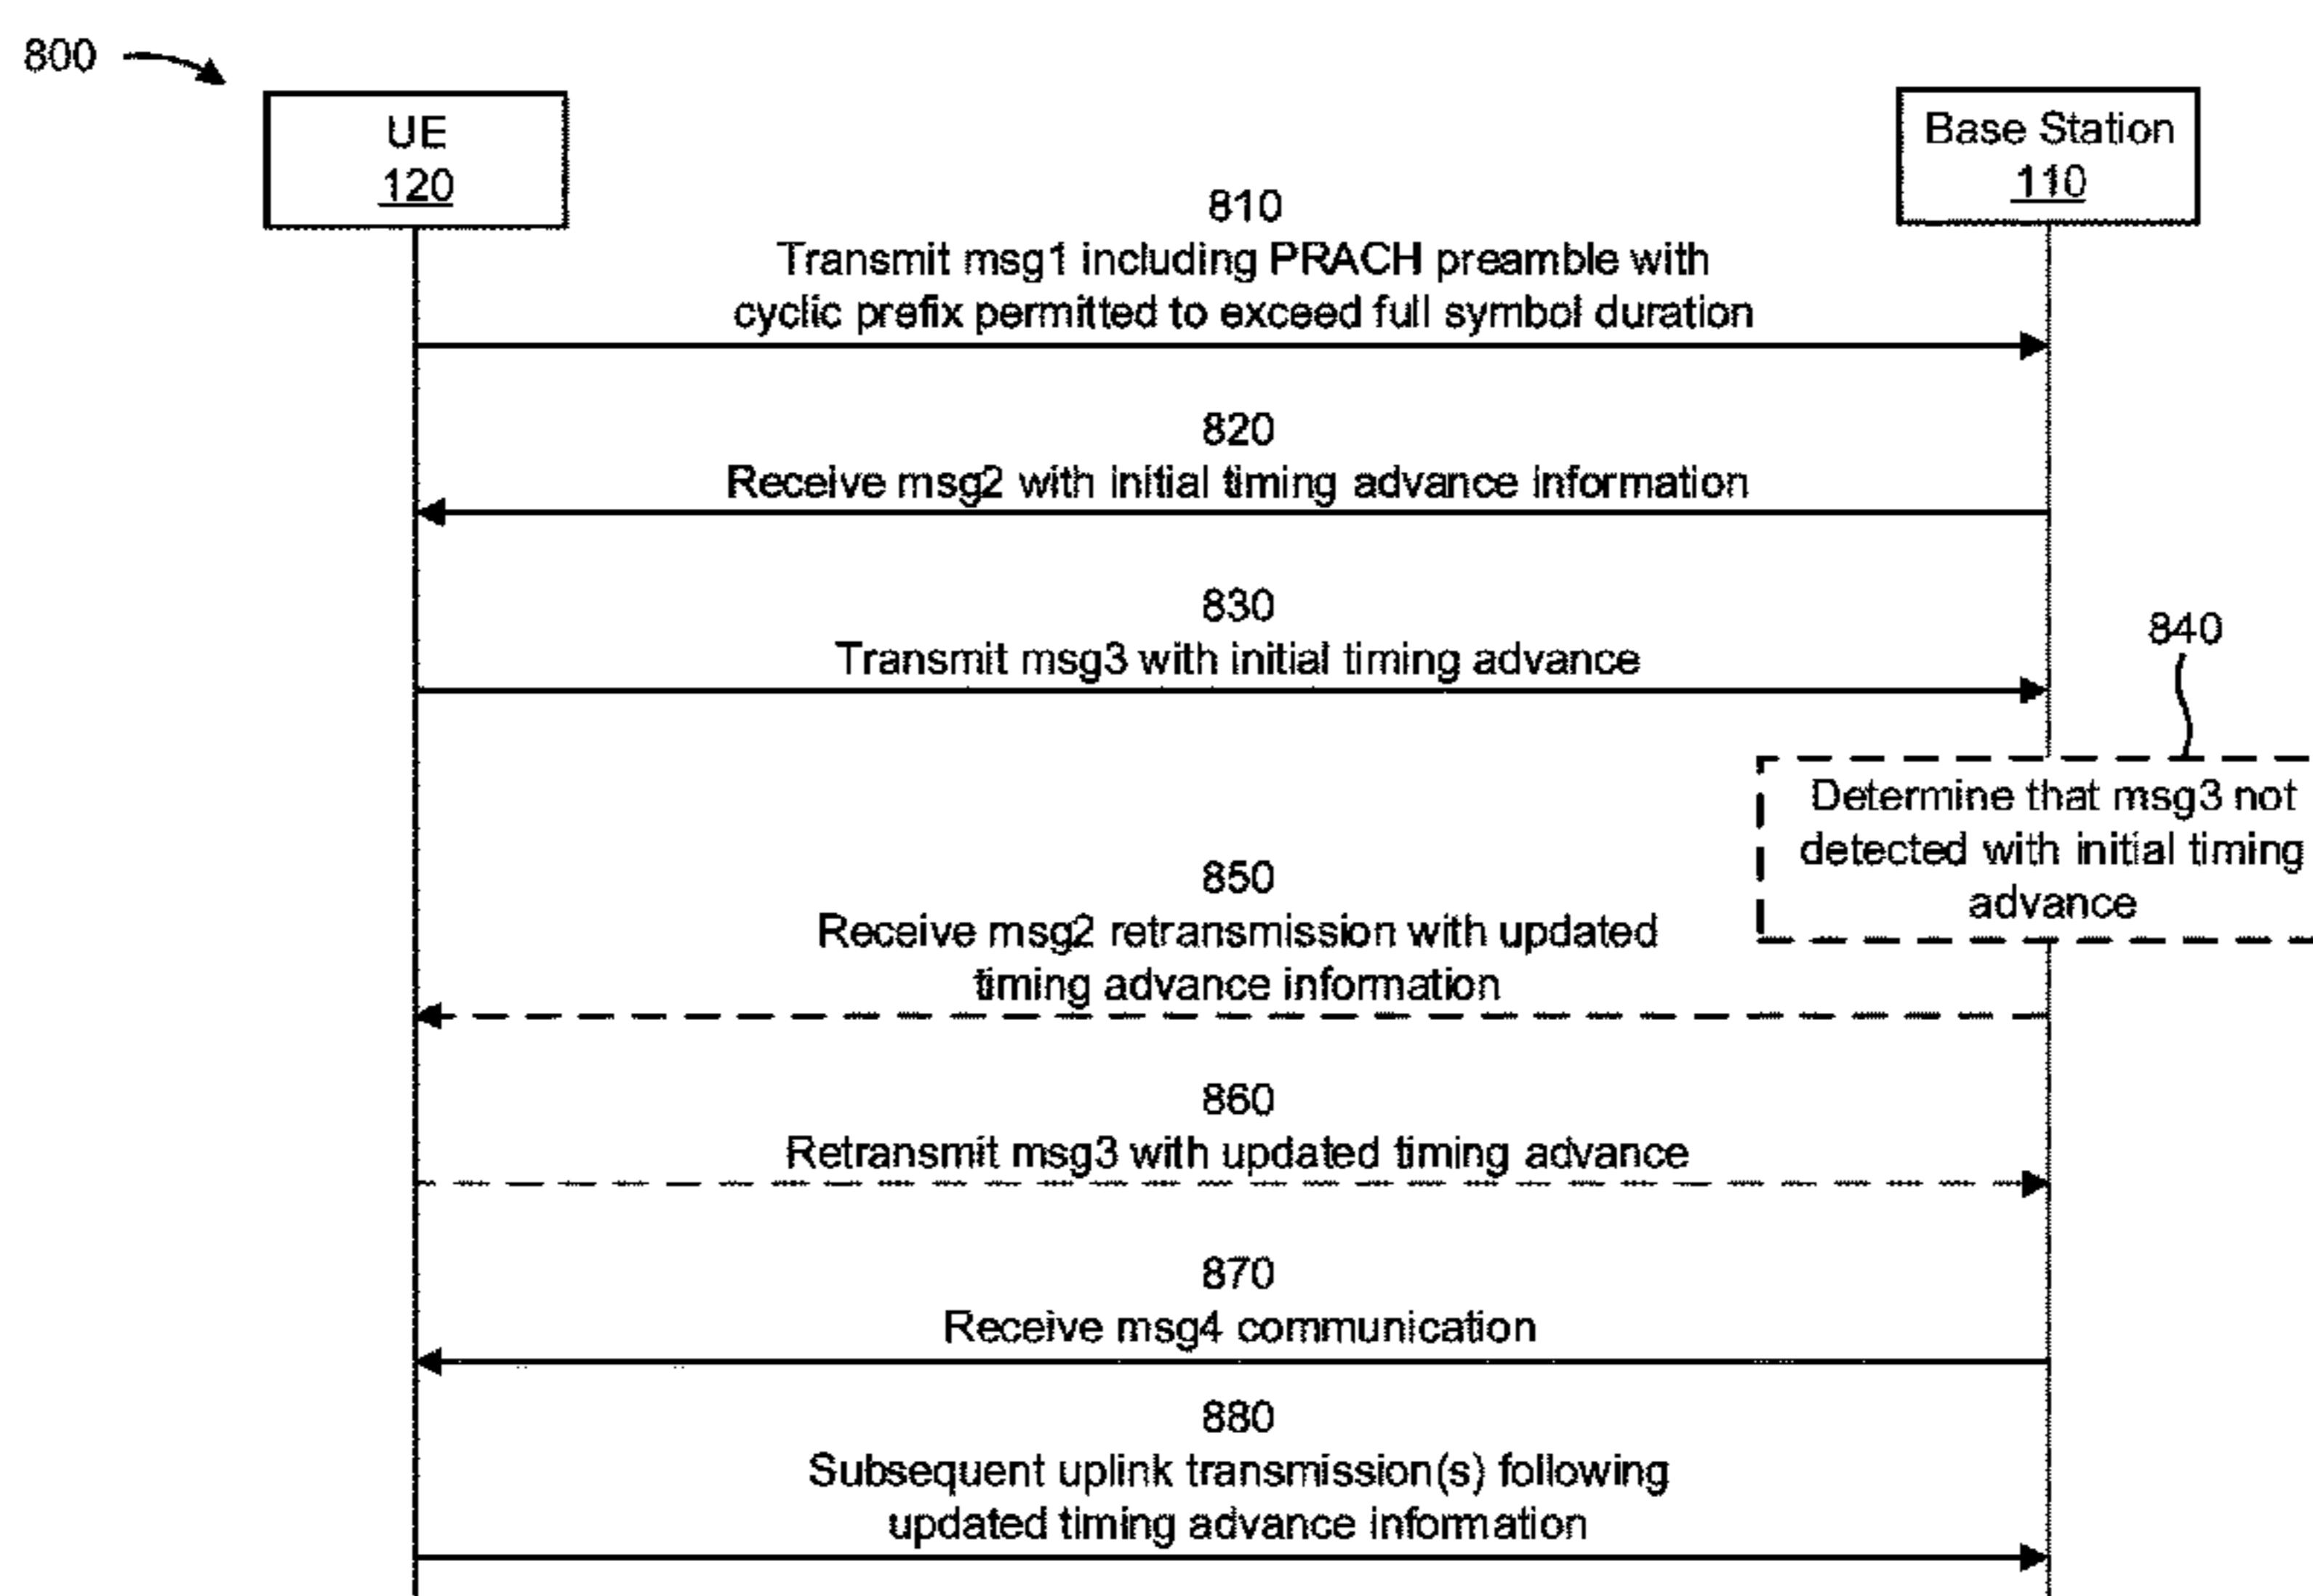 800
UE
120
Base Station
110
810
Transmit msg1 including PRACH preamble with
cyclic prefix permitted to exceed full symbol duration
820
Receive msg2 with initial timing advance information
830
Transmit msg3 with initial timing advance
840
Determine that msg3 not
detected with initial timing
advance
850
Receive msg2 retransmission with updated
timing advance information
860
Retransmit msg3 with updated timing advance
870
Receive msg4 communication
880
Subsequent uplink transmission(s) following
updated timing advance information